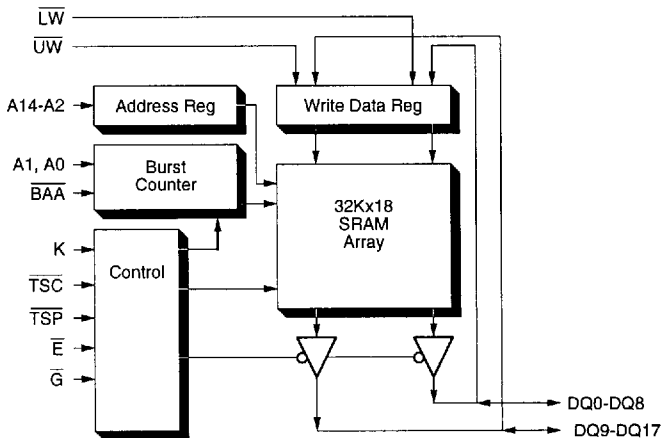 LW
UW
A14-A2
Address Reg
Write Data Reg
A1, A0
BAA
Burst
Counter
32Kx18
SRAM
Array
K
Control
TSC
TSP
E
G
DQ0-DQ8
DQ9-DQ17